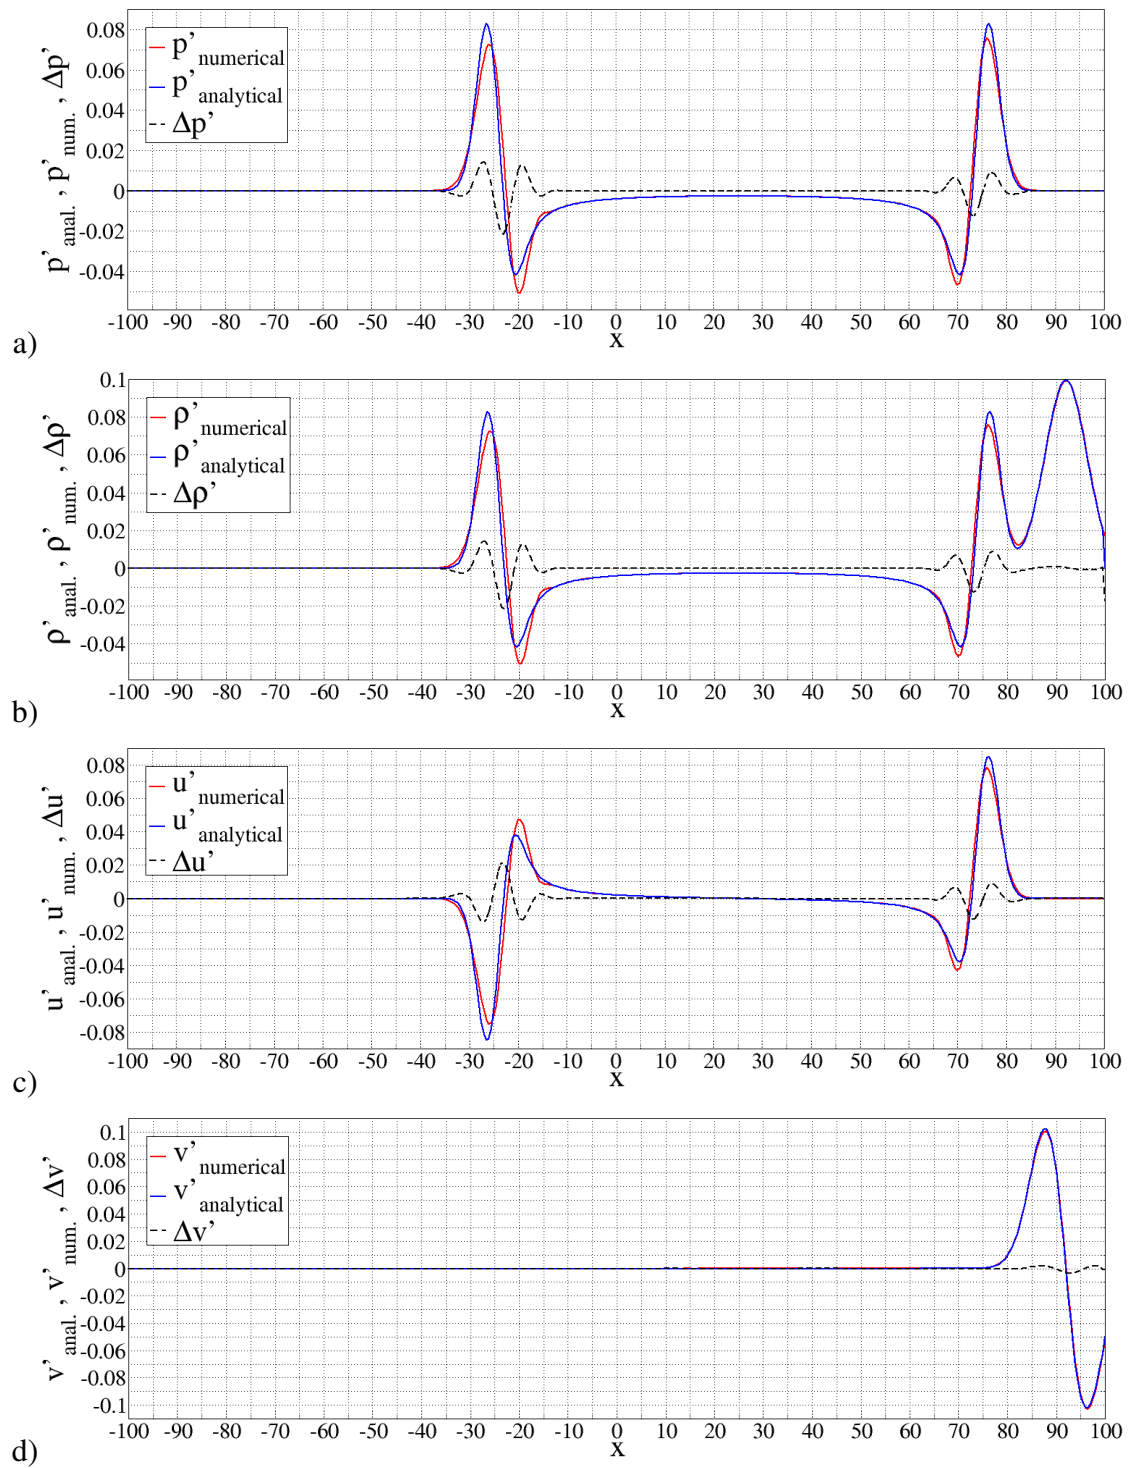 p'anal. , p'num. , Δp'
0.08
0.06
0.04
0.02
0
-0.02
-0.04
p'numerical
p'analytical
Δp'
-100 -90 -80 -70 -60 -50 -40 -30 -20 -10 0 10 20 30 40 50 60 70 80 90 100
x
a)
ρ'anal. , ρ'num. , Δρ'
0.1
0.08
0.06
0.04
0.02
0
-0.02
-0.04
ρ'numerical
ρ'analytical
Δρ'
-100 -90 -80 -70 -60 -50 -40 -30 -20 -10 0 10 20 30 40 50 60 70 80 90 100
x
b)
u'anal. , u'num. , Δu'
0.08
0.06
0.04
0.02
0
-0.02
-0.04
-0.06
-0.08
u'numerical
u'analytical
Δu'
-100 -90 -80 -70 -60 -50 -40 -30 -20 -10 0 10 20 30 40 50 60 70 80 90 100
x
c)
v'anal. , v'num. , Δv'
0.1
0.08
0.06
0.04
0.02
0
-0.02
-0.04
-0.06
-0.08
-0.1
v'numerical
v'analytical
Δv'
-100 -90 -80 -70 -60 -50 -40 -30 -20 -10 0 10 20 30 40 50 60 70 80 90 100
x
d)